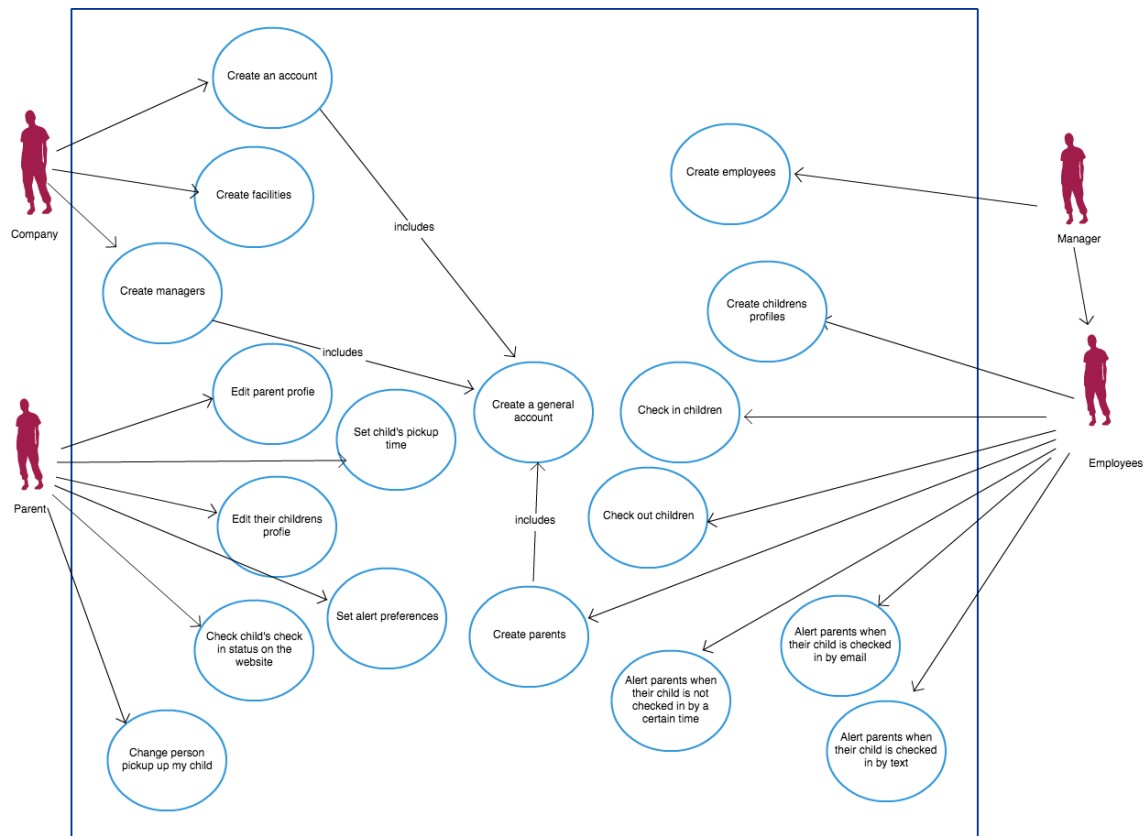 Create an account
Create employees
Create facilities
Company
includes
Manager
Create managers
Create childrens
profiles
includes
Edit parent profie
Create a general
account
Check in children
Set child's pickup
time
Employees
Parent
Edit their childrens
profie
includes
Check out children
Set alert preferences
Create parents
Check child's check
in status on the
website
Alert parents when
their child is checked
in by email
Alert parents when
their child is not
checked in by a
certain time
Change person
pickup up my child
Alert parents when
their child is checked
in by text